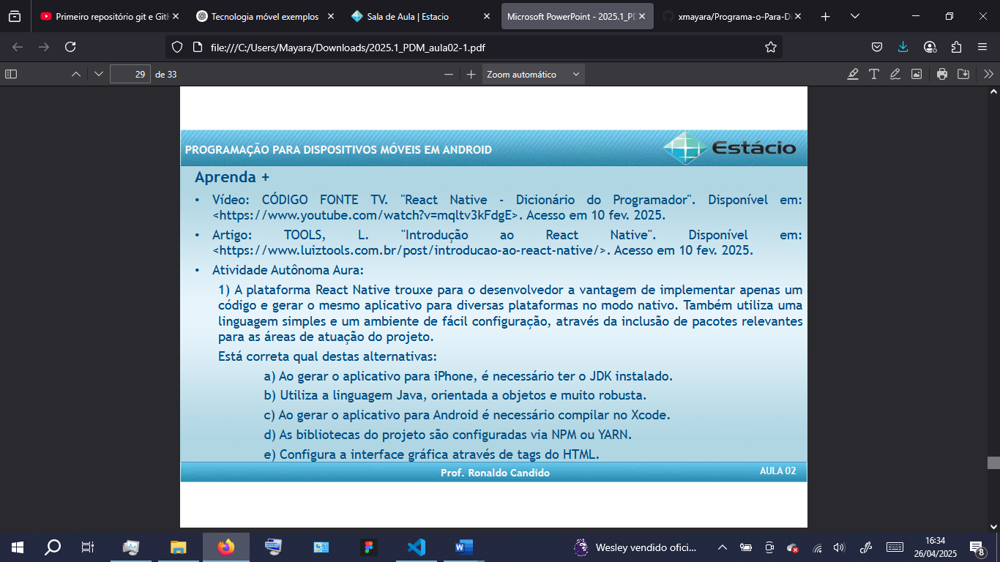 Primeiro repositório git e GitH
Tecnologia móvel exemplos
Sala de Aula | Estacio
Microsoft PowerPoint - 2025.1_PD
xmayara/Programa-o-Para-Di
file:///C:/Users/Mayara/Downloads/2025.1_PDM_aula02-1.pdf
29 de 33
Zoom automático
PROGRAMAÇÃO PARA DISPOSITIVOS MÓVEIS EM ANDROID
Estácio
Aprenda +
• Vídeo: CÓDIGO FONTE TV. "React Native - Dicionário do Programador". Disponível em:
<https://www.youtube.com/watch?v=mqltv3kFdgE>. Acesso em 10 fev. 2025.
• Artigo: TOOLS, L. "Introdução ao React Native". Disponível em:
<https://www.luiztools.com.br/post/introducao-ao-react-native/>. Acesso em 10 fev. 2025.
• Atividade Autônoma Aura:
1) A plataforma React Native trouxe para o desenvolvedor a vantagem de implementar apenas um
código e gerar o mesmo aplicativo para diversas plataformas no modo nativo. Também utiliza uma
linguagem simples e um ambiente de fácil configuração, através da inclusão de pacotes relevantes
para as áreas de atuação do projeto.
Está correta qual destas alternativas:
a) Ao gerar o aplicativo para iPhone, é necessário ter o JDK instalado.
b) Utiliza a linguagem Java, orientada a objetos e muito robusta.
c) Ao gerar o aplicativo para Android é necessário compilar no Xcode.
d) As bibliotecas do projeto são configuradas via NPM ou YARN.
e) Configura a interface gráfica através de tags do HTML.
Prof. Ronaldo Candido
AULA 02
Wesley vendido ofici...
16:34
26/04/2025
8